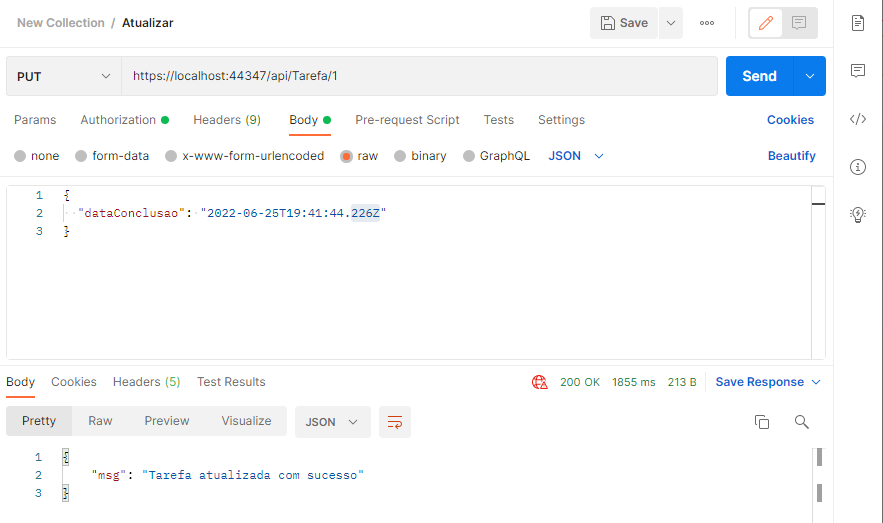 New Collection / Atualizar
Save
PUT
https://localhost:44347/api/Tarefa/1
Send
Params Authorization Headers (9) Body Pre-request Script Tests Settings Cookies
none form-data x-www-form-urlencoded raw binary GraphQL JSON Beautify
1 {
2 "dataConclusao": "2022-06-25T19:41:44.226Z"
3 }
Body Cookies Headers (5) Test Results 200 OK 1855 ms 213 B Save Response
Pretty Raw Preview Visualize JSON
1 {
2 "msg": "Tarefa atualizada com sucesso"
3 }